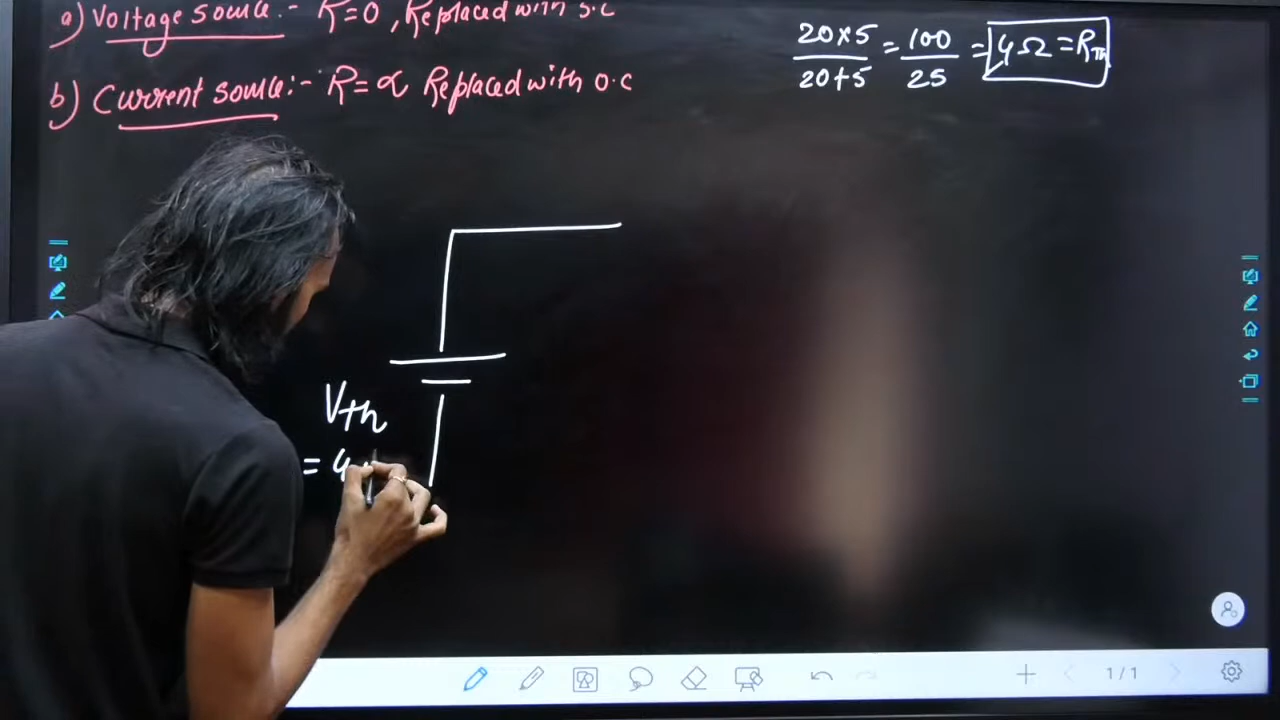 a) Voltage Source:- R=0, Replaced with S.C
b) Current source:- R=∝ Replaced with O.C
20×5/20+5 = 100/25 = 4Ω = RTh
Vth
= 4
1/1